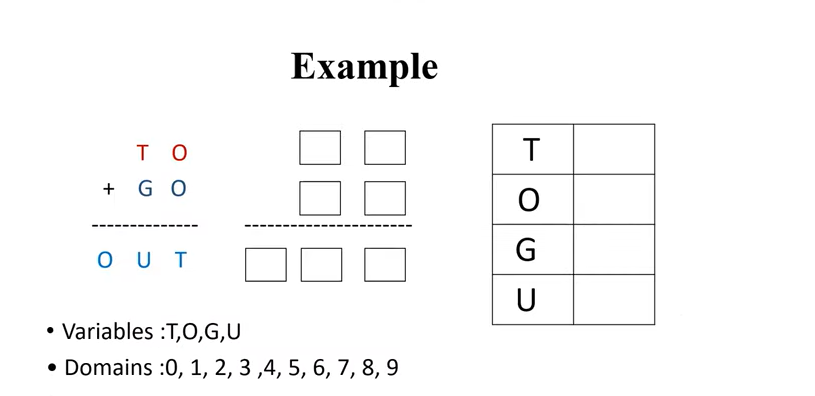 Example
T O
+ G O
--------------
O U T
--------------------
T
O
G
U
• Variables :T,O,G,U
• Domains :0, 1, 2, 3 ,4, 5, 6, 7, 8, 9